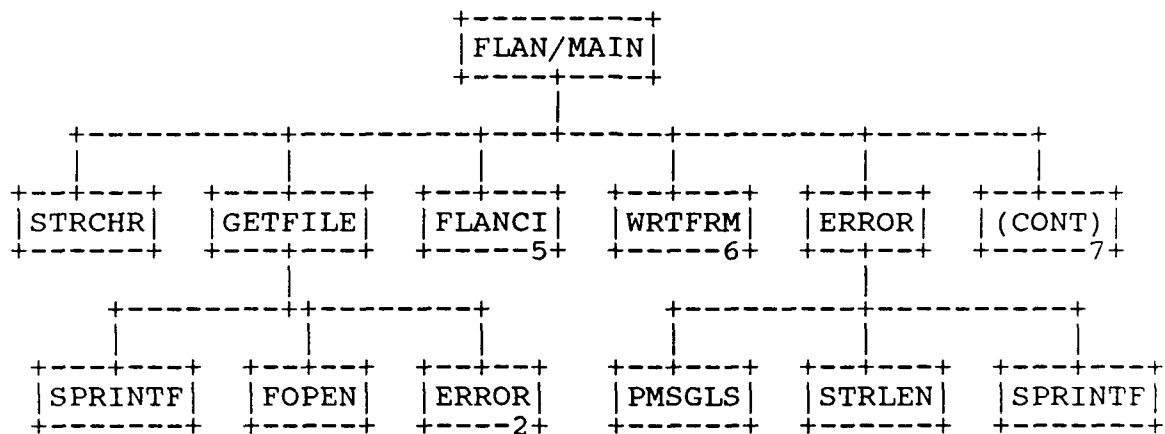 FLAN/MAIN
STRCHR GETFILE FLANCI WRTFRM ERROR (CONT)
5 6 7
SPRINTF FOPEN ERROR PMSGLS STRLEN SPRINTF
2